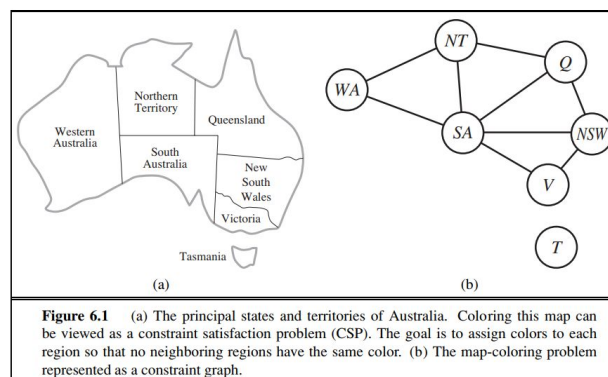 Western
Australia
Northern
Territory
South
Australia
Queensland
New
South
Wales
Victoria
Tasmania
(a)
NT
Q
WA
SA
NSW
V
T
(b)
Figure 6.1 (a) The principal states and territories of Australia. Coloring this map can
be viewed as a constraint satisfaction problem (CSP). The goal is to assign colors to each
region so that no neighboring regions have the same color. (b) The map-coloring problem
represented as a constraint graph.